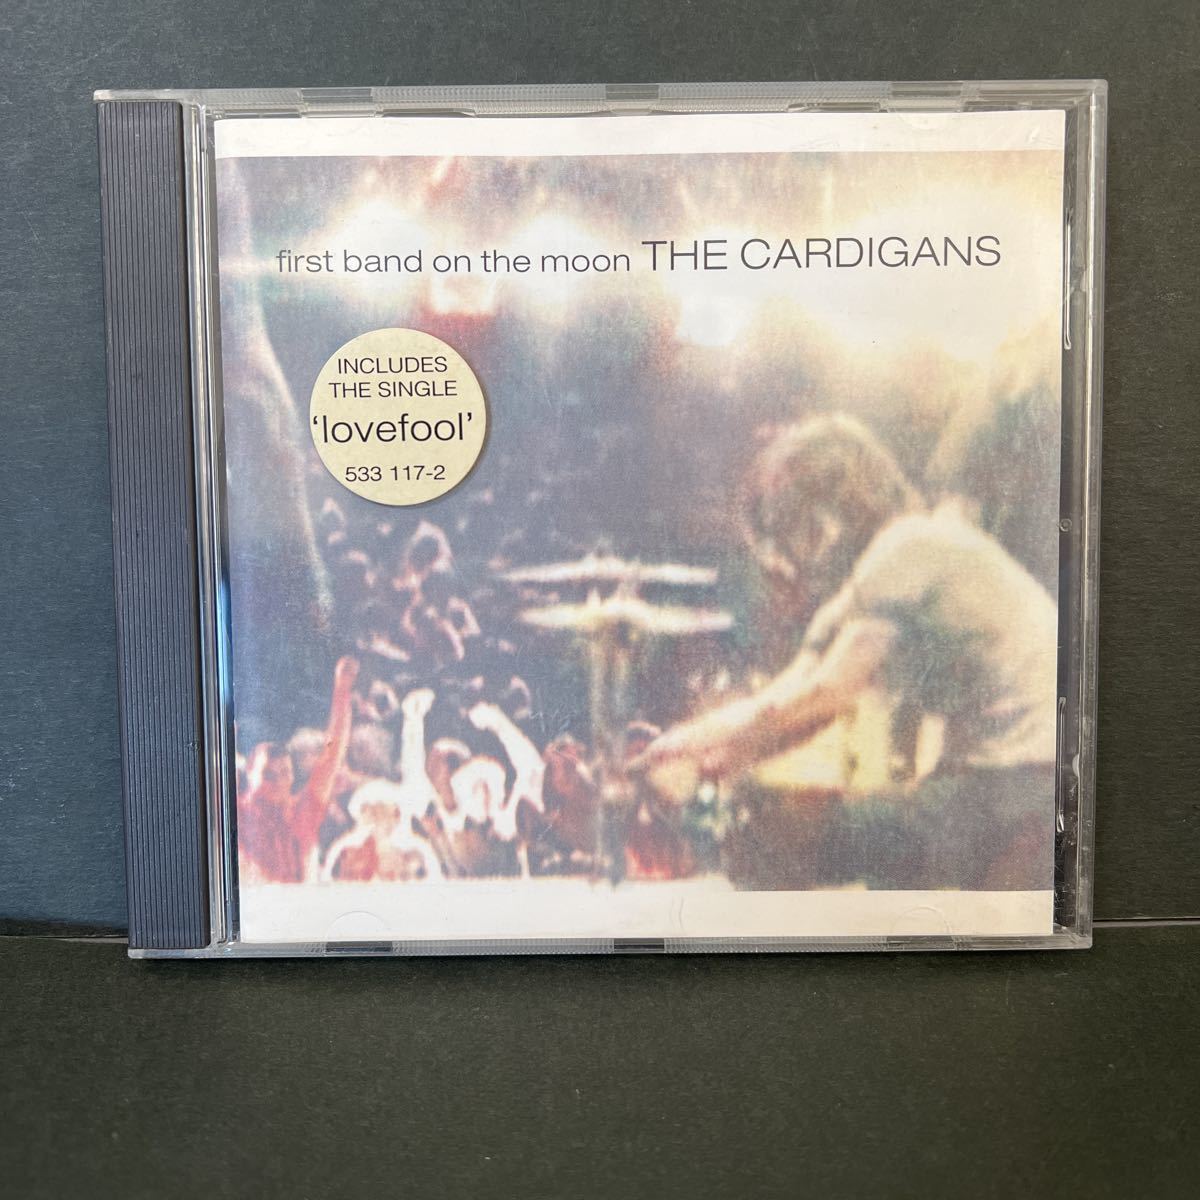 first band on the moon THE CARDIGANS
INCLUDES
THE SINGLE
‘lovefool’
533 117-2